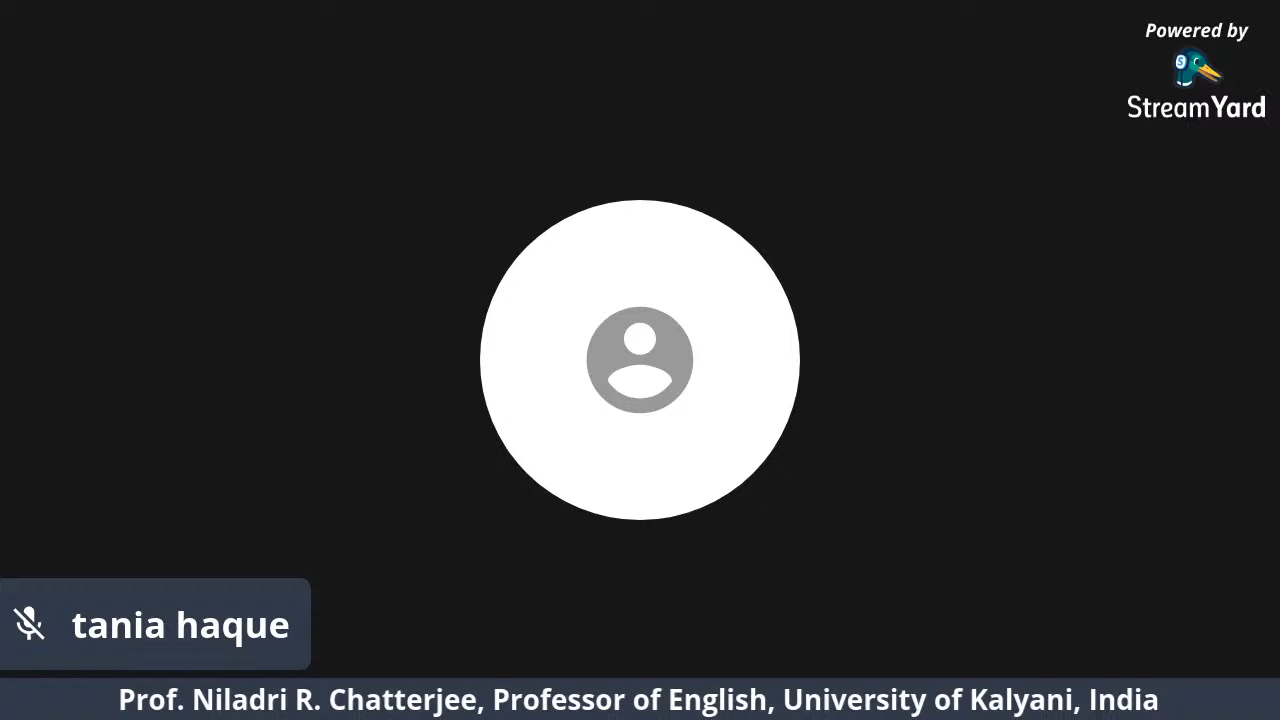 Powered by
S
StreamYard
tania haque
Prof. Niladri R. Chatterjee, Professor of English, University of Kalyani, India